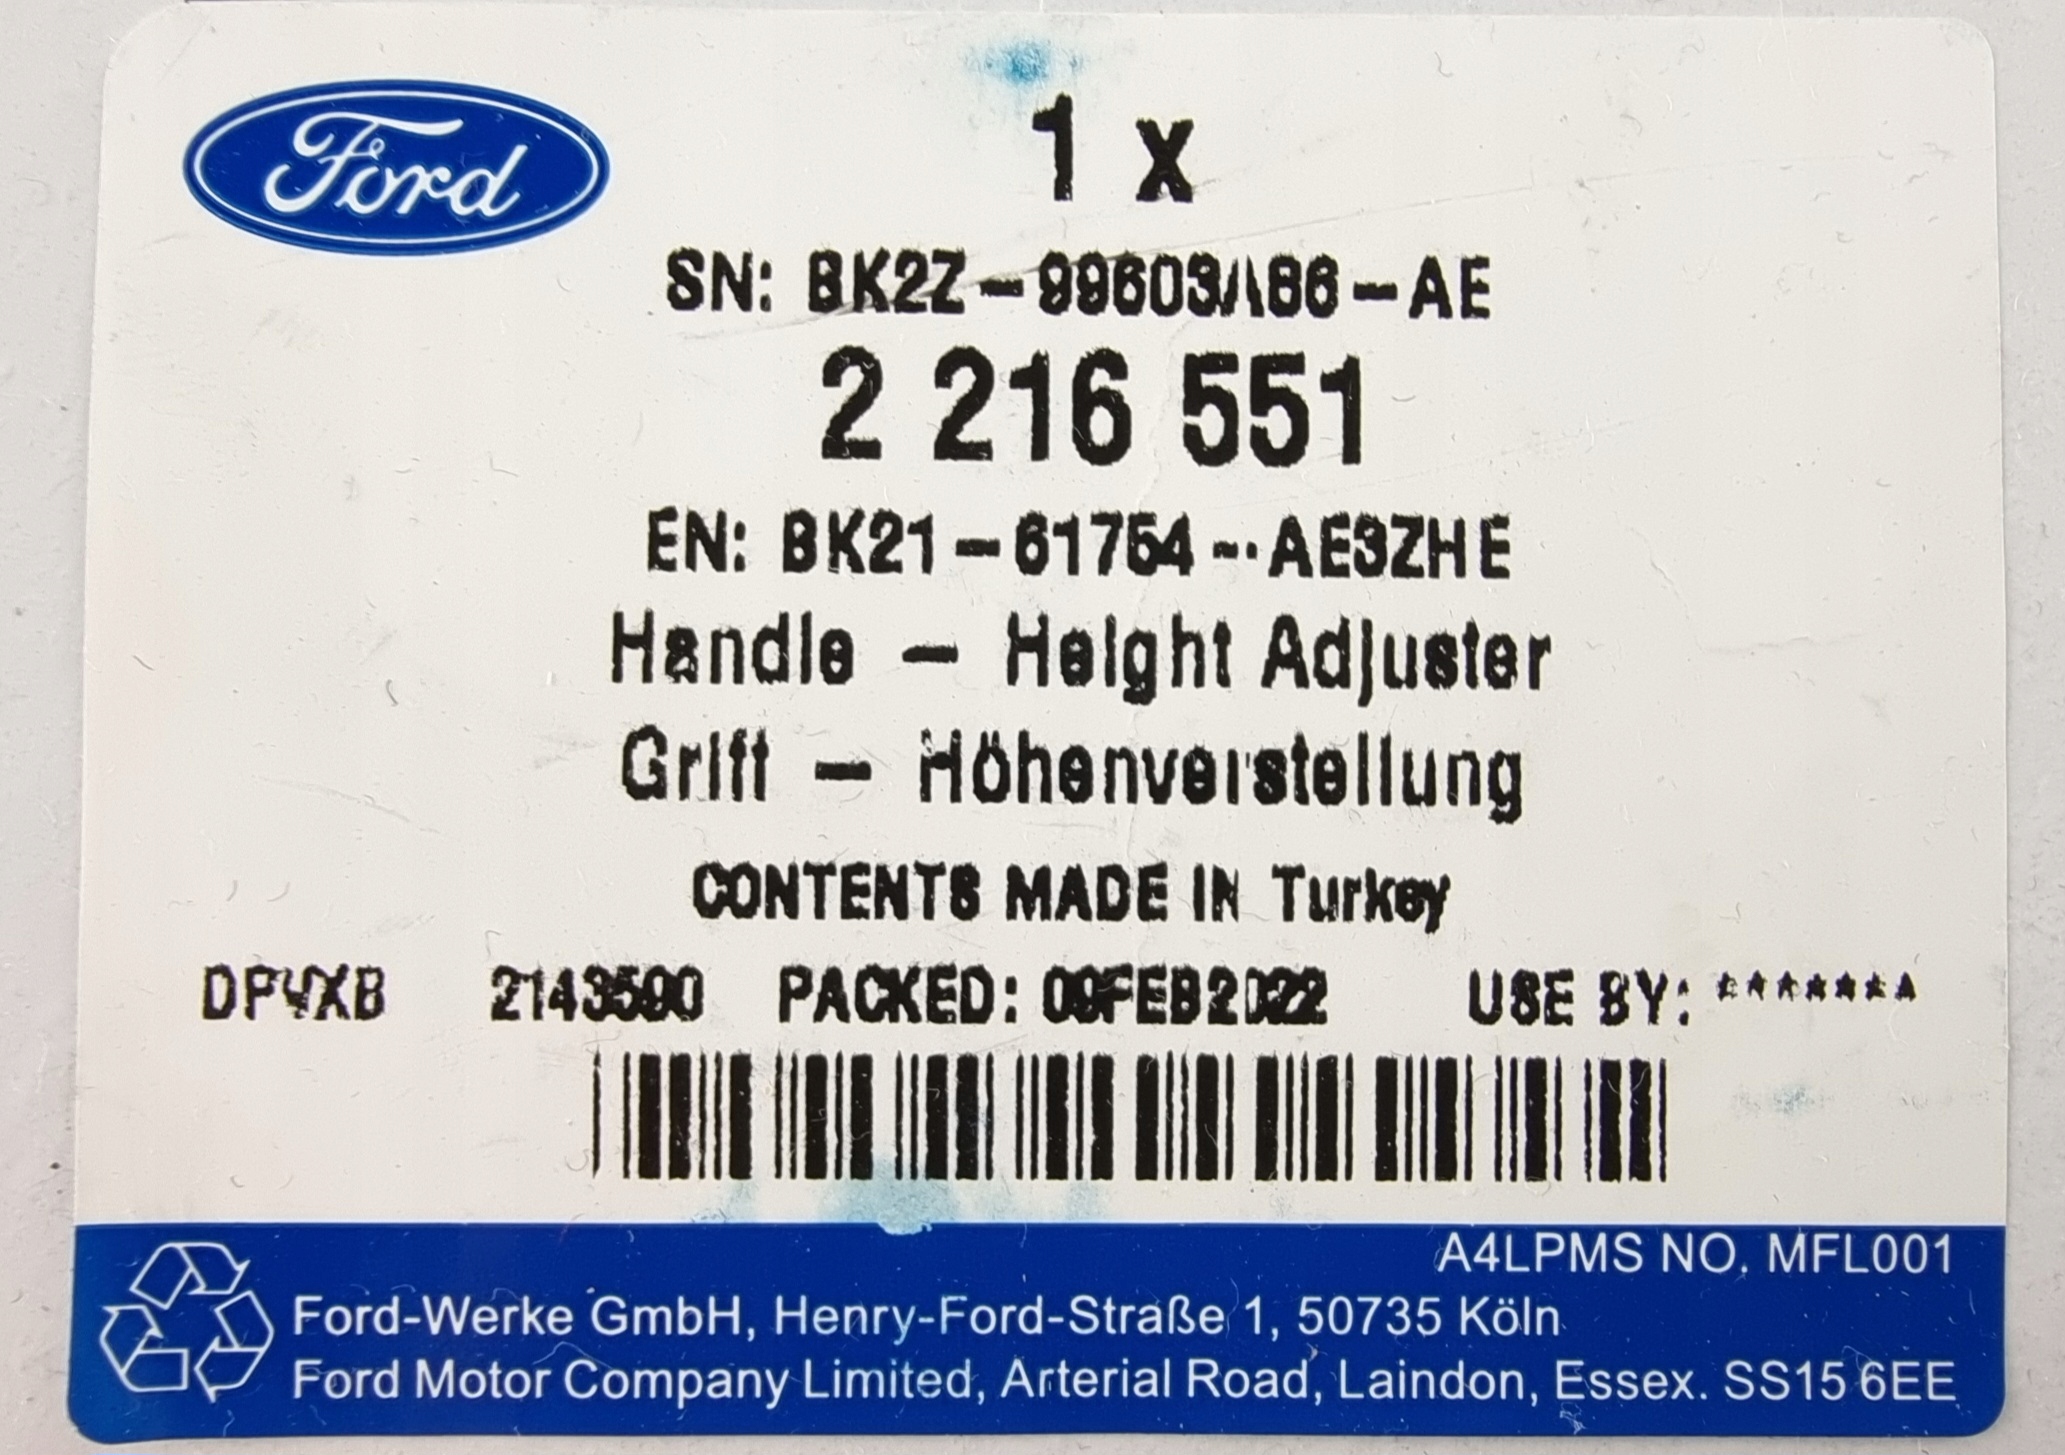 Ford
1 x
SN: BK2Z-99603A86-AE
2 216 551
EN: BK21-61754-AE3ZHE
Handle - Height Adjuster
Griff - Höhenverstellung
CONTENTS MADE IN Turkey
DPVXB 2143590 PACKED: 09FEB2022 USE BY: *******
A4LPMS NO. MFL001
Ford-Werke GmbH, Henry-Ford-Straße 1, 50735 Köln
Ford Motor Company Limited, Arterial Road, Laindon, Essex. SS15 6EE